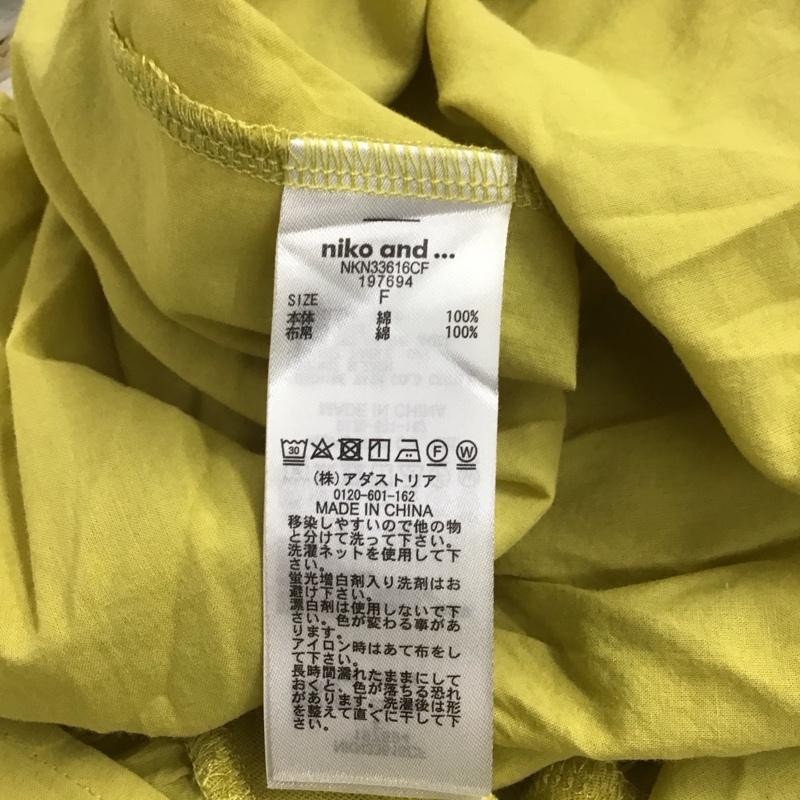 niko and ...
NKN33616CF
197694
SIZE F
本体 綿 100%
布帛 綿 100%
30 F W
(株)アダストリア
0120-601-162
MADE IN CHINA
移染しやすいので他の物
と分けて洗って下さい。
洗濯ネットを使用して下
さい。
蛍光増白剤入り洗剤はお
避け下さい。
漂白剤は使用しないで下
さい。色が変わる事があ
ります。
アイロン時はあて布をし
て下さい。
長時間濡れたままにして
おくと、色が落ちる恐れ
があります。洗濯後は形
を整えて直ぐに干して下
さい。